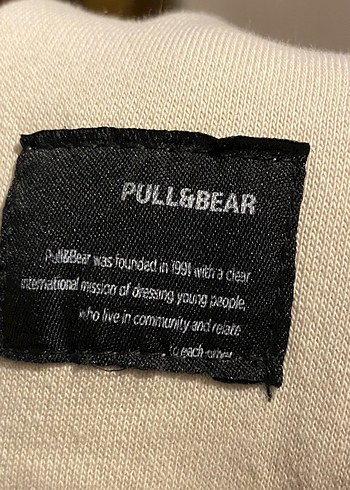 PULL&BEAR
Pull&Bear was founded in 1991 with a clear
international mission of dressing young people,
who live in community and relate
to each other.